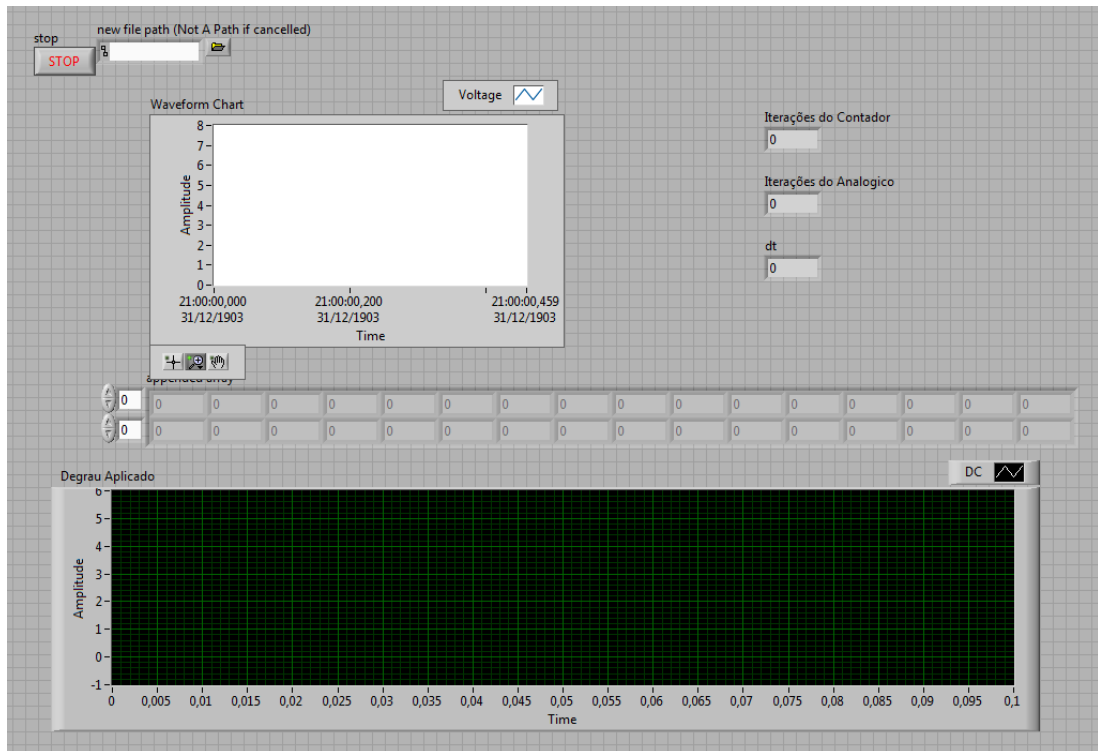 stop
new file path (Not A Path if cancelled)
STOP
Voltage
Waveform Chart
8
7
6
5
4
3
2
1
0
Amplitude
21:00:00,000 21:00:00,200 21:00:00,459
31/12/1903 31/12/1903 31/12/1903
Time
Iterações do Contador
0
Iterações do Analogico
0
dt
0
appended array
0 0 0 0 0 0 0 0 0 0 0 0 0 0 0 0 0
0 0 0 0 0 0 0 0 0 0 0 0 0 0 0 0 0
DC
Degrau Aplicado
6
5
4
3
2
1
0
-1
Amplitude
0 0,005 0,01 0,015 0,02 0,025 0,03 0,035 0,04 0,045 0,05 0,055 0,06 0,065 0,07 0,075 0,08 0,085 0,09 0,095 0,1
Time